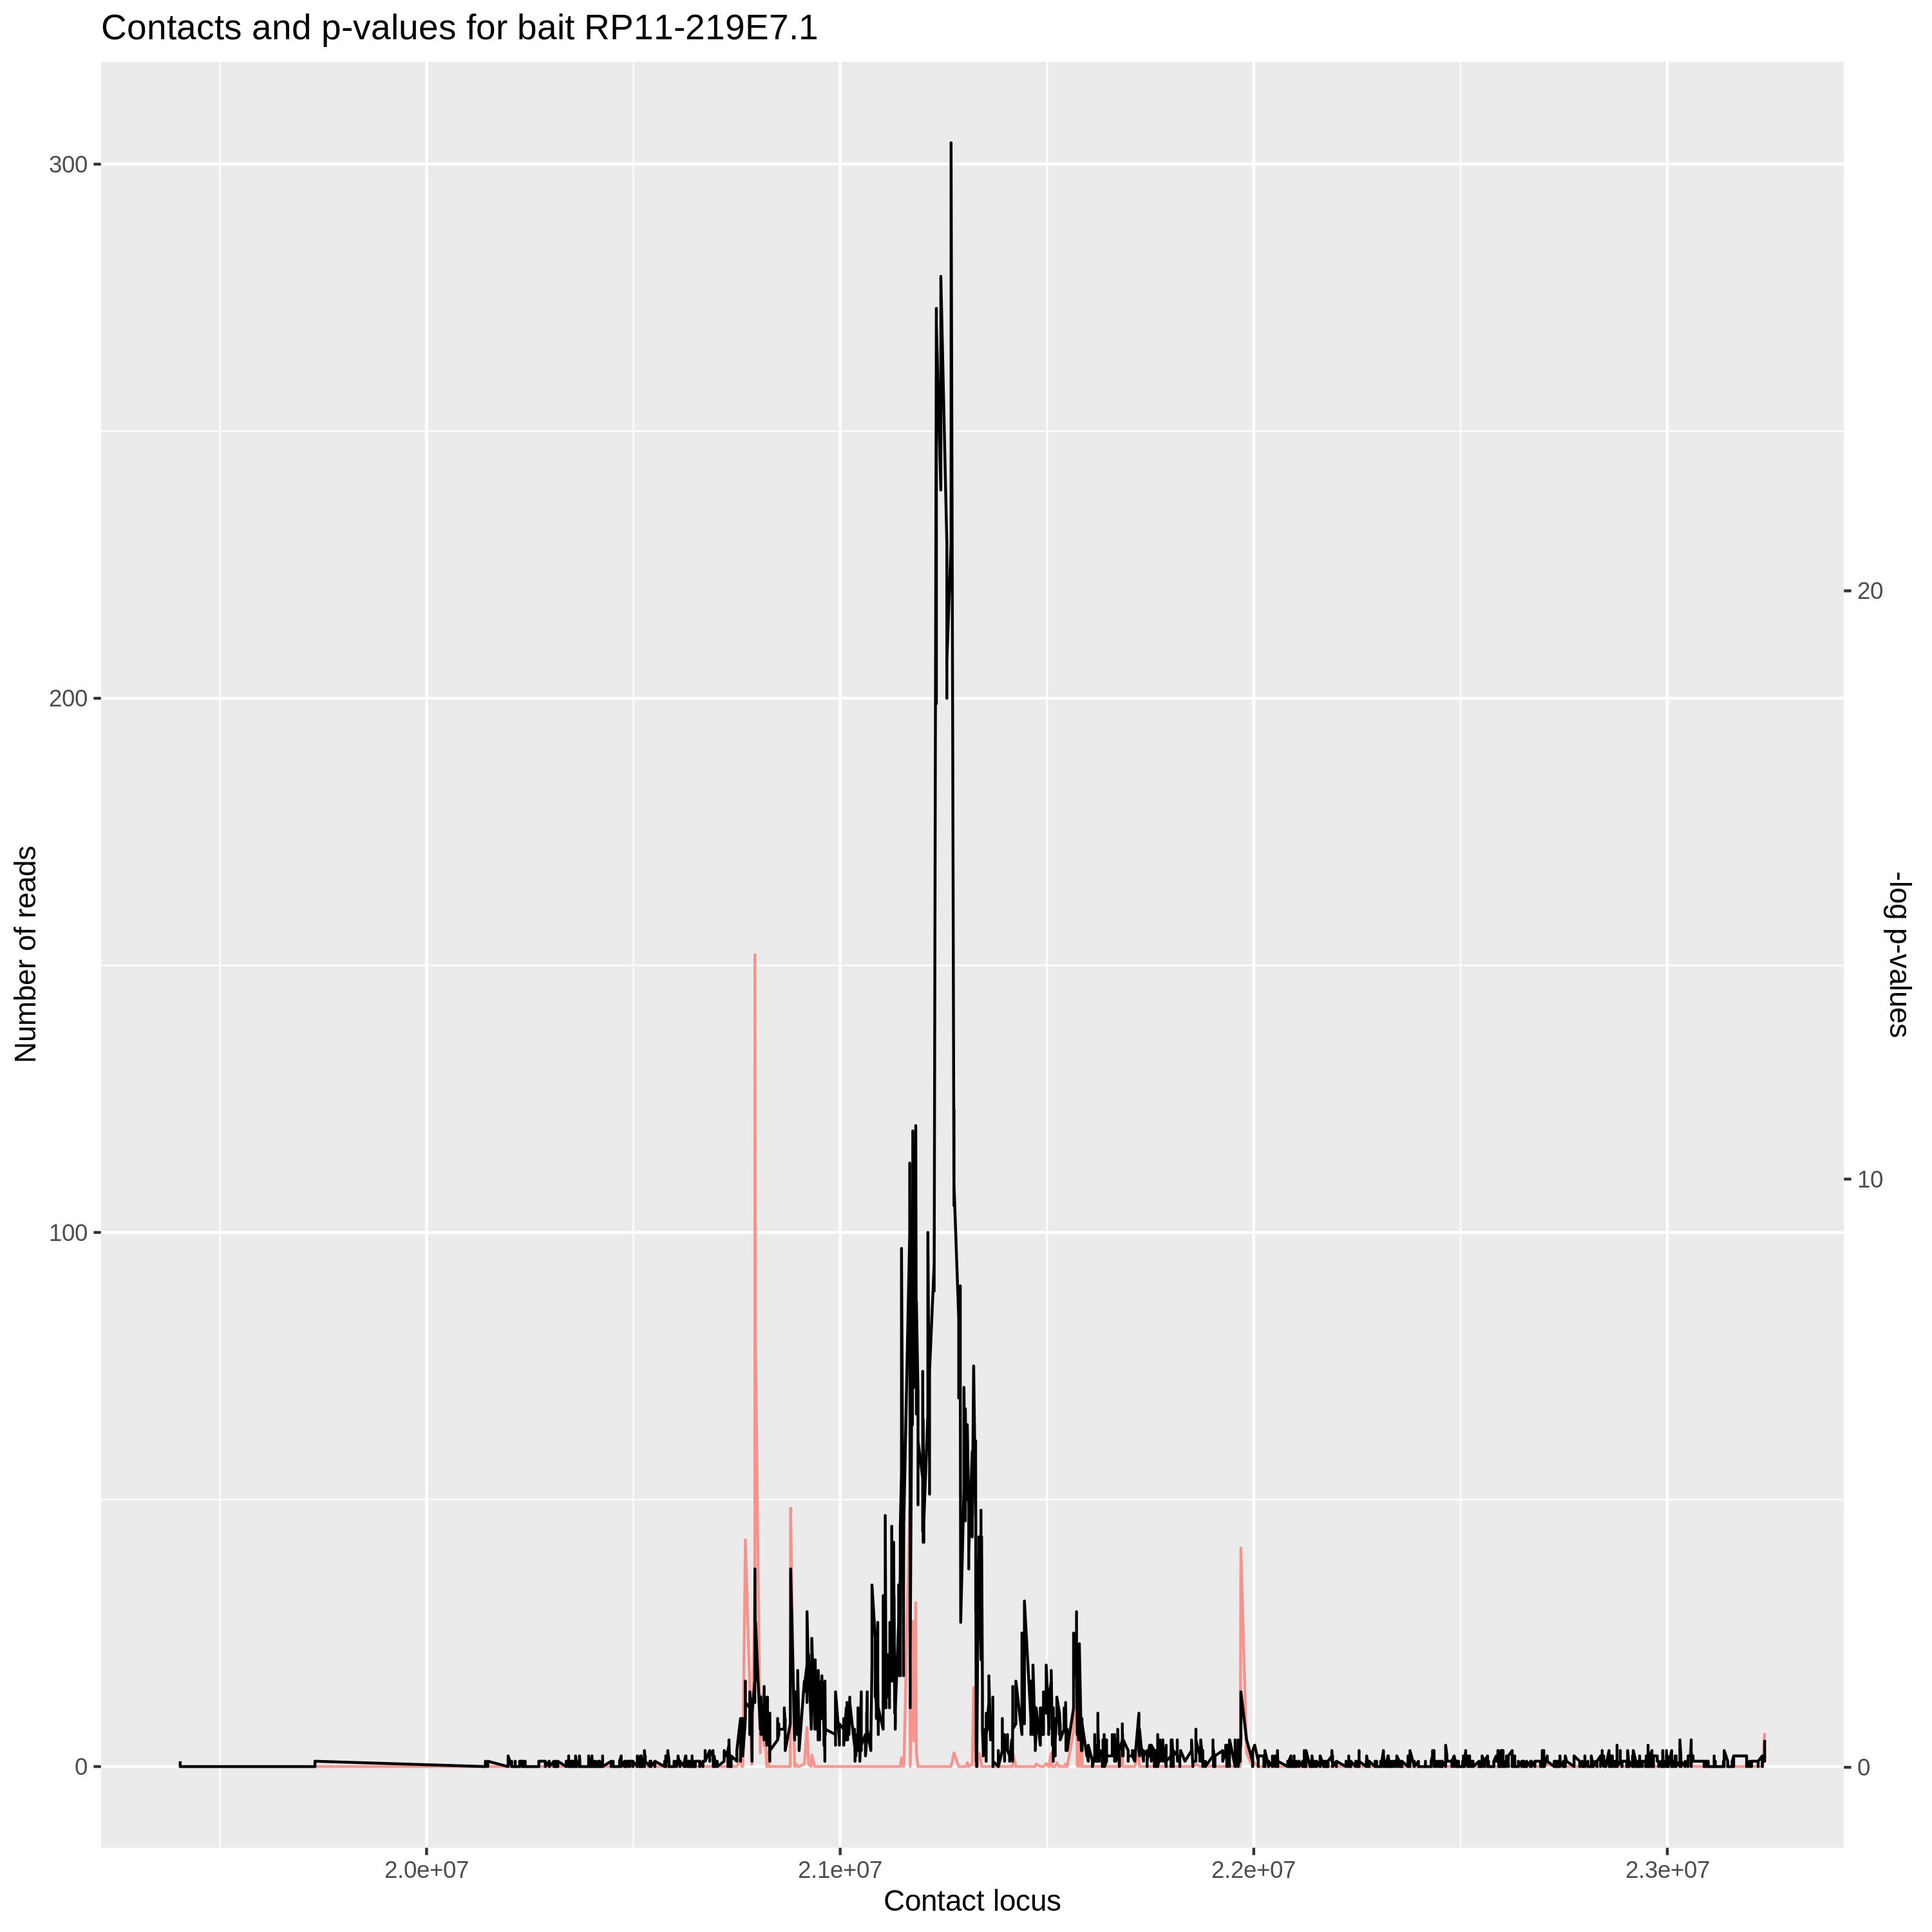 Contacts and p-values for bait RP11-219E7.1
300
200
100
0
20
10
0
Number of reads
-log p-values
2.0e+07
2.1e+07
2.2e+07
2.3e+07
Contact locus